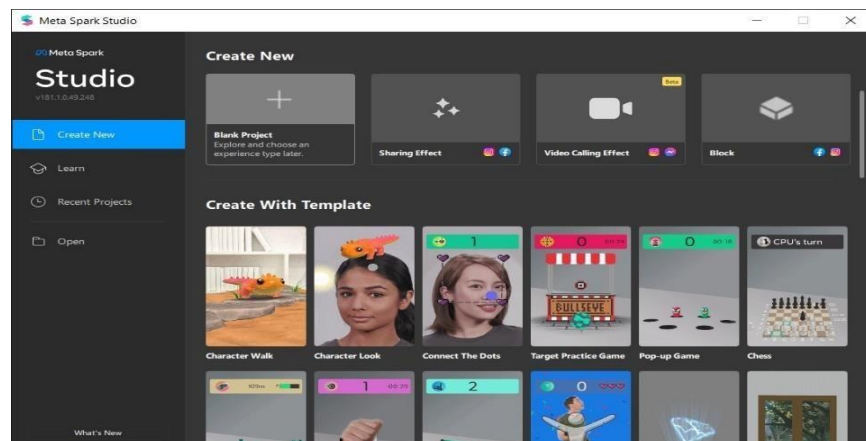 Meta Spark Studio
Meta Spark
Studio
v181.1.0.49.248
Create New
Learn
Recent Projects
Open
What's New
Create New
Blank Project
Explore and choose an
experience type later.
Sharing Effect
Beta
Video Calling Effect
Block
Create With Template
1
0
0
CPU's turn
BULLSEYE
Character Walk
Character Look
Connect The Dots
Target Practice Game
Pop-up Game
Chess
1
2
0